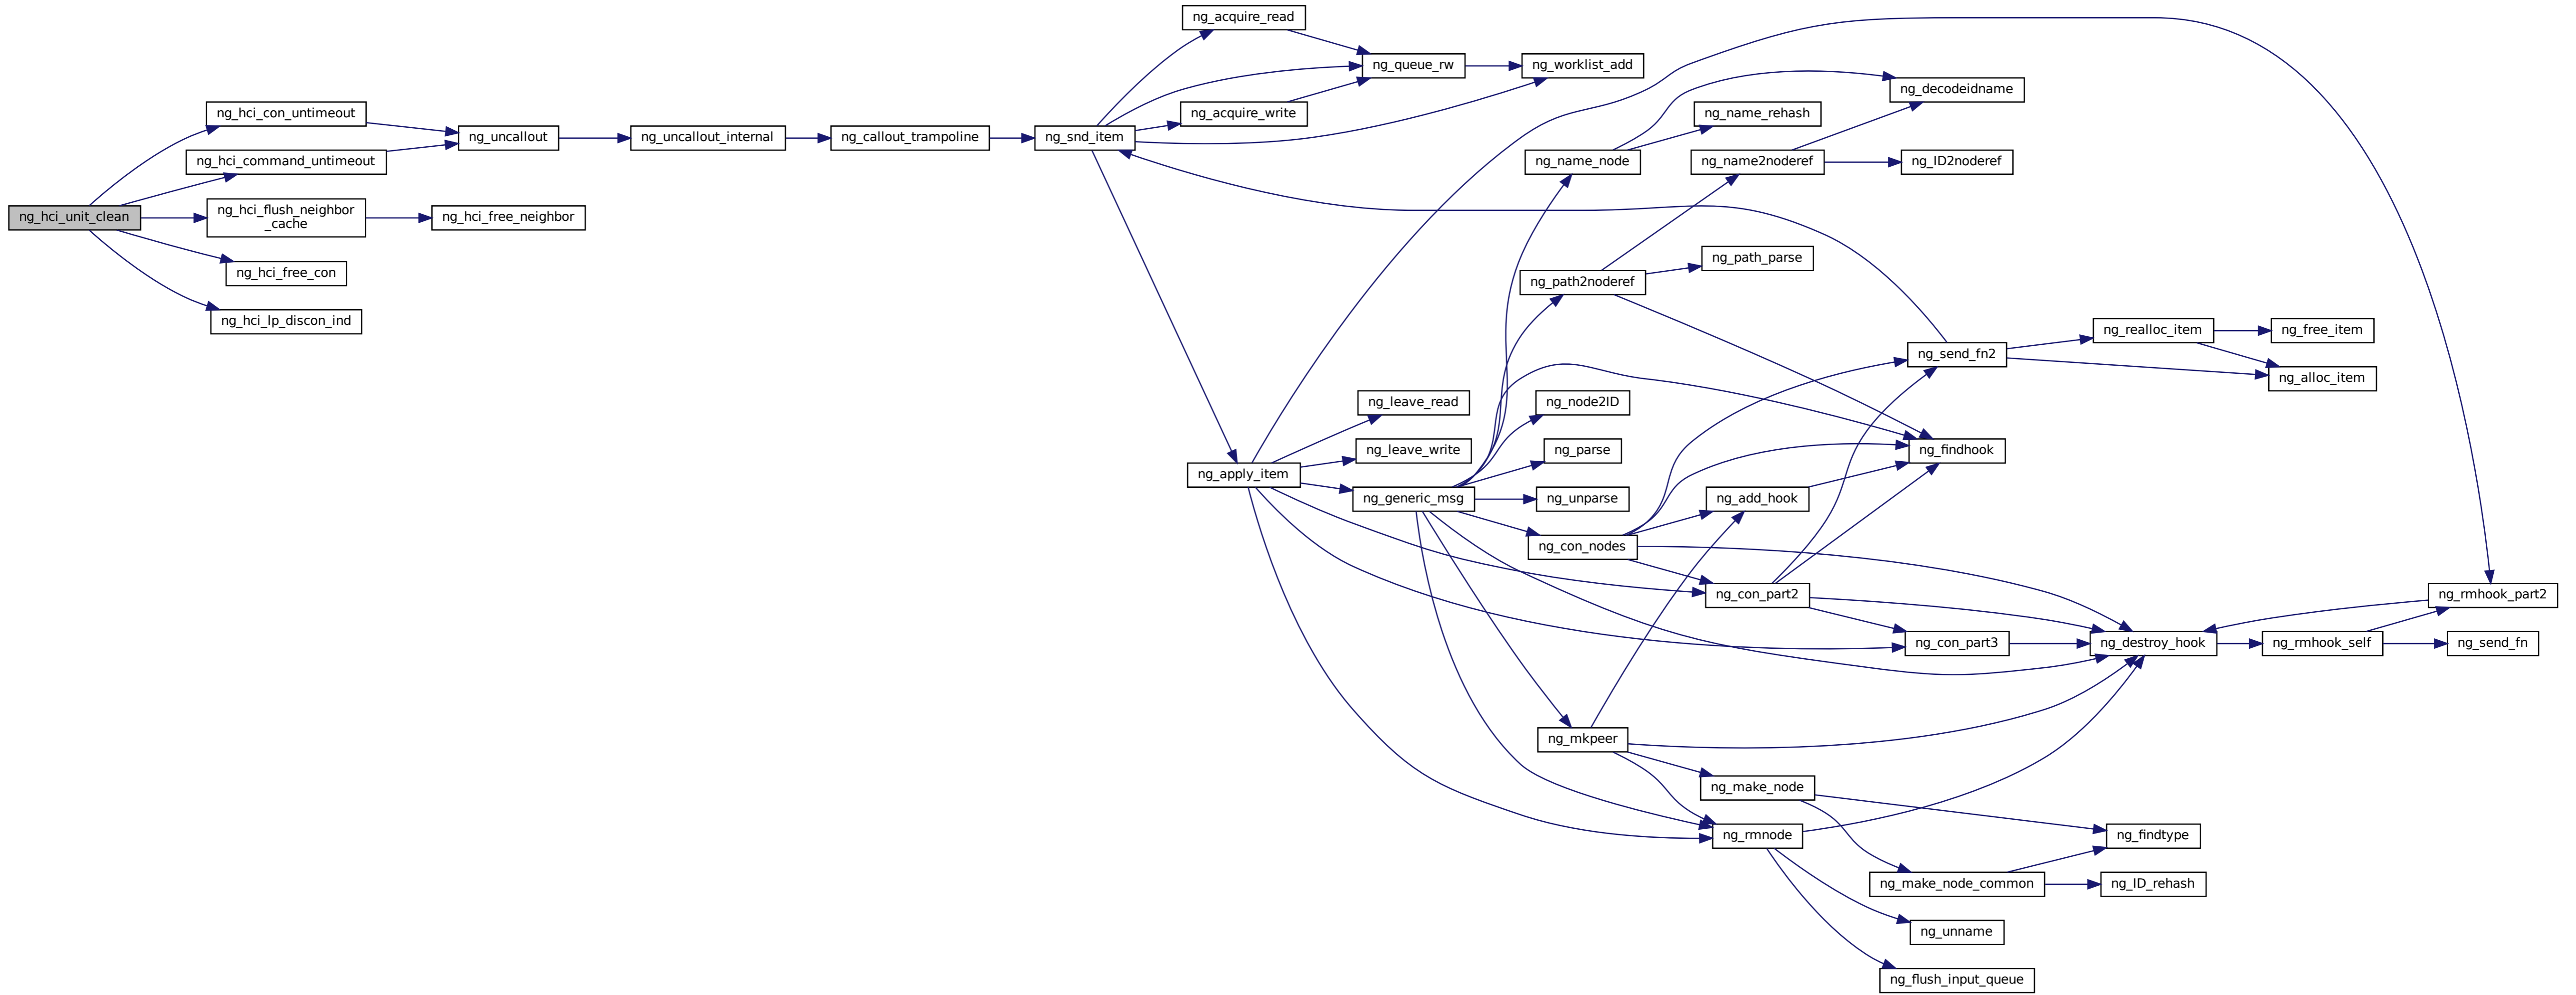 ng_hci_unit_clean
ng_hci_con_untimeout
ng_hci_command_untimeout
ng_hci_flush_neighbor
_cache
ng_hci_free_con
ng_hci_lp_discon_ind
ng_uncallout
ng_hci_free_neighbor
ng_uncallout_internal
ng_callout_trampoline
ng_snd_item
ng_acquire_read
ng_acquire_write
ng_apply_item
ng_queue_rw
ng_leave_read
ng_leave_write
ng_generic_msg
ng_worklist_add
ng_name_node
ng_path2noderef
ng_node2ID
ng_parse
ng_unparse
ng_con_nodes
ng_mkpeer
ng_name_rehash
ng_name2noderef
ng_path_parse
ng_add_hook
ng_con_part2
ng_make_node
ng_rmnode
ng_decodeidname
ng_ID2noderef
ng_send_fn2
ng_findhook
ng_con_part3
ng_make_node_common
ng_unname
ng_flush_input_queue
ng_realloc_item
ng_destroy_hook
ng_findtype
ng_ID_rehash
ng_free_item
ng_alloc_item
ng_rmhook_self
ng_rmhook_part2
ng_send_fn